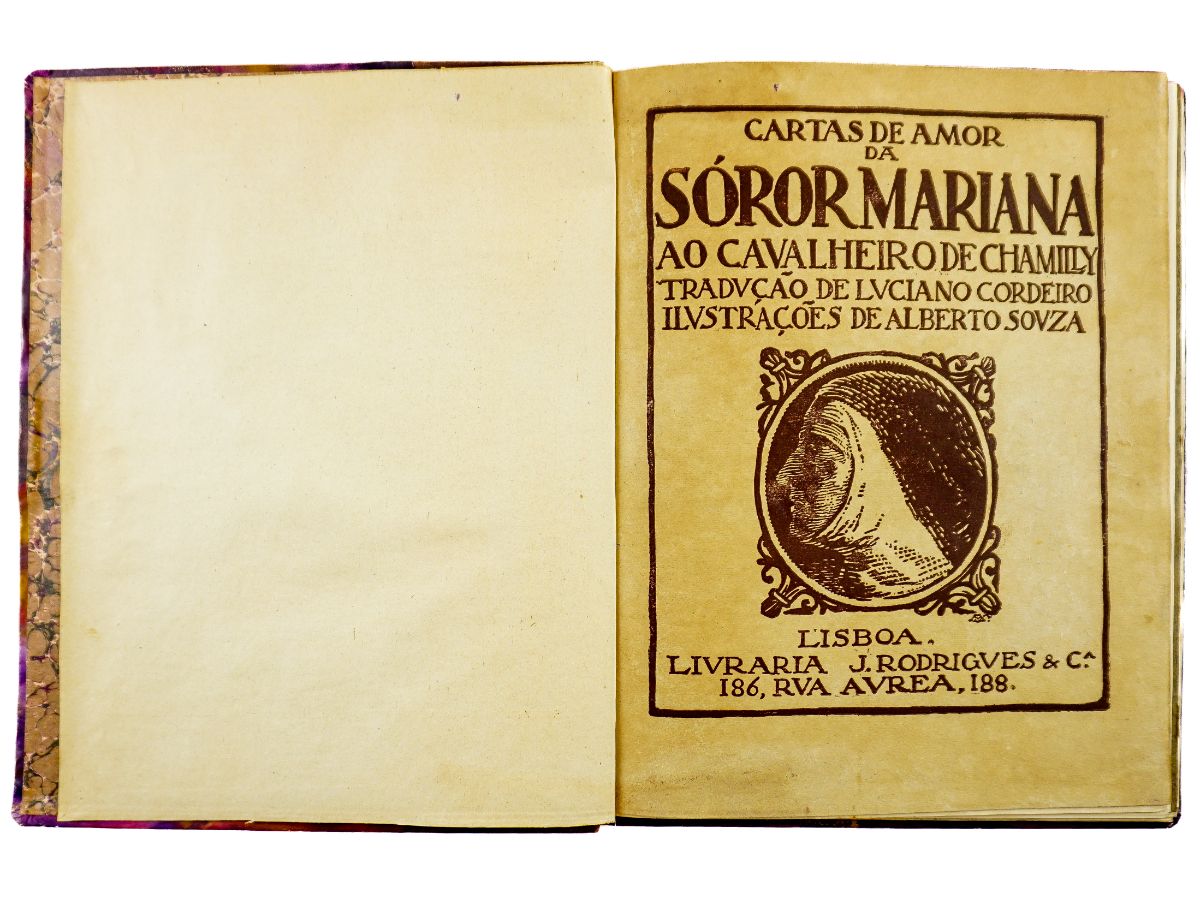 CARTAS DE AMOR
DA
SÓROR MARIANA
AO CAVALHEIRO DE CHAMILLY
TRADVÇÃO DE LVCIANO CORDEIRO
ILVSTRAÇÕES DE ALBERTO SOVZA
LISBOA.
LIVRARIA J. RODRIGVES & C.ᴬ
186, RVA AVREA, 188.